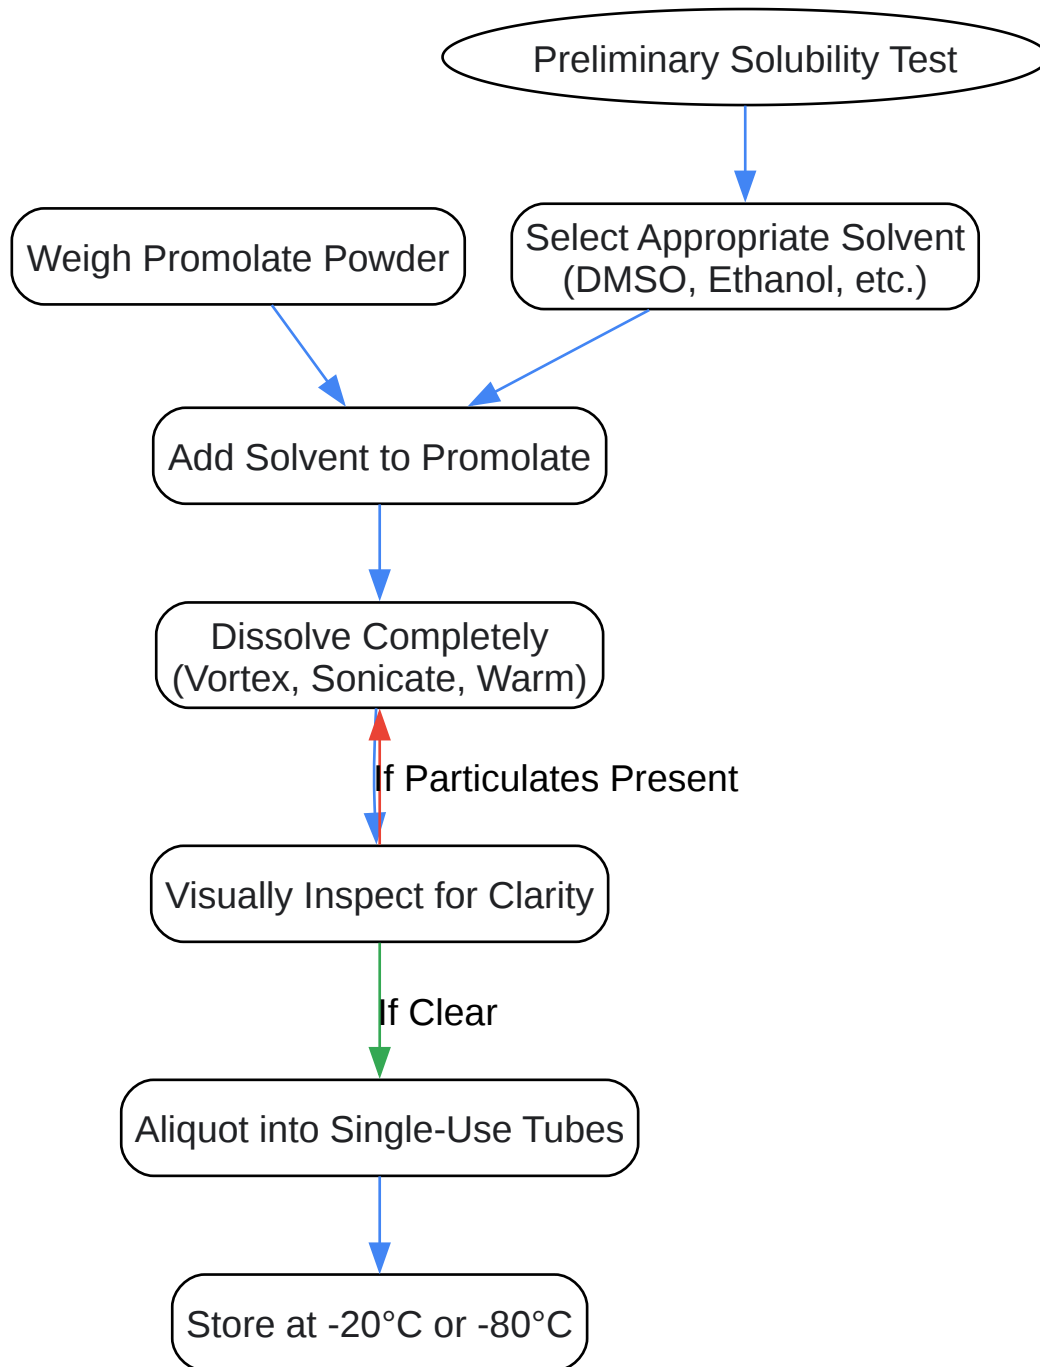 Preliminary Solubility Test
Weigh Promolate Powder
Select Appropriate Solvent
(DMSO, Ethanol, etc.)
Add Solvent to Promolate
Dissolve Completely
(Vortex, Sonicate, Warm)
If Particulates Present
Visually Inspect for Clarity
If Clear
Aliquot into Single-Use Tubes
Store at -20°C or -80°C